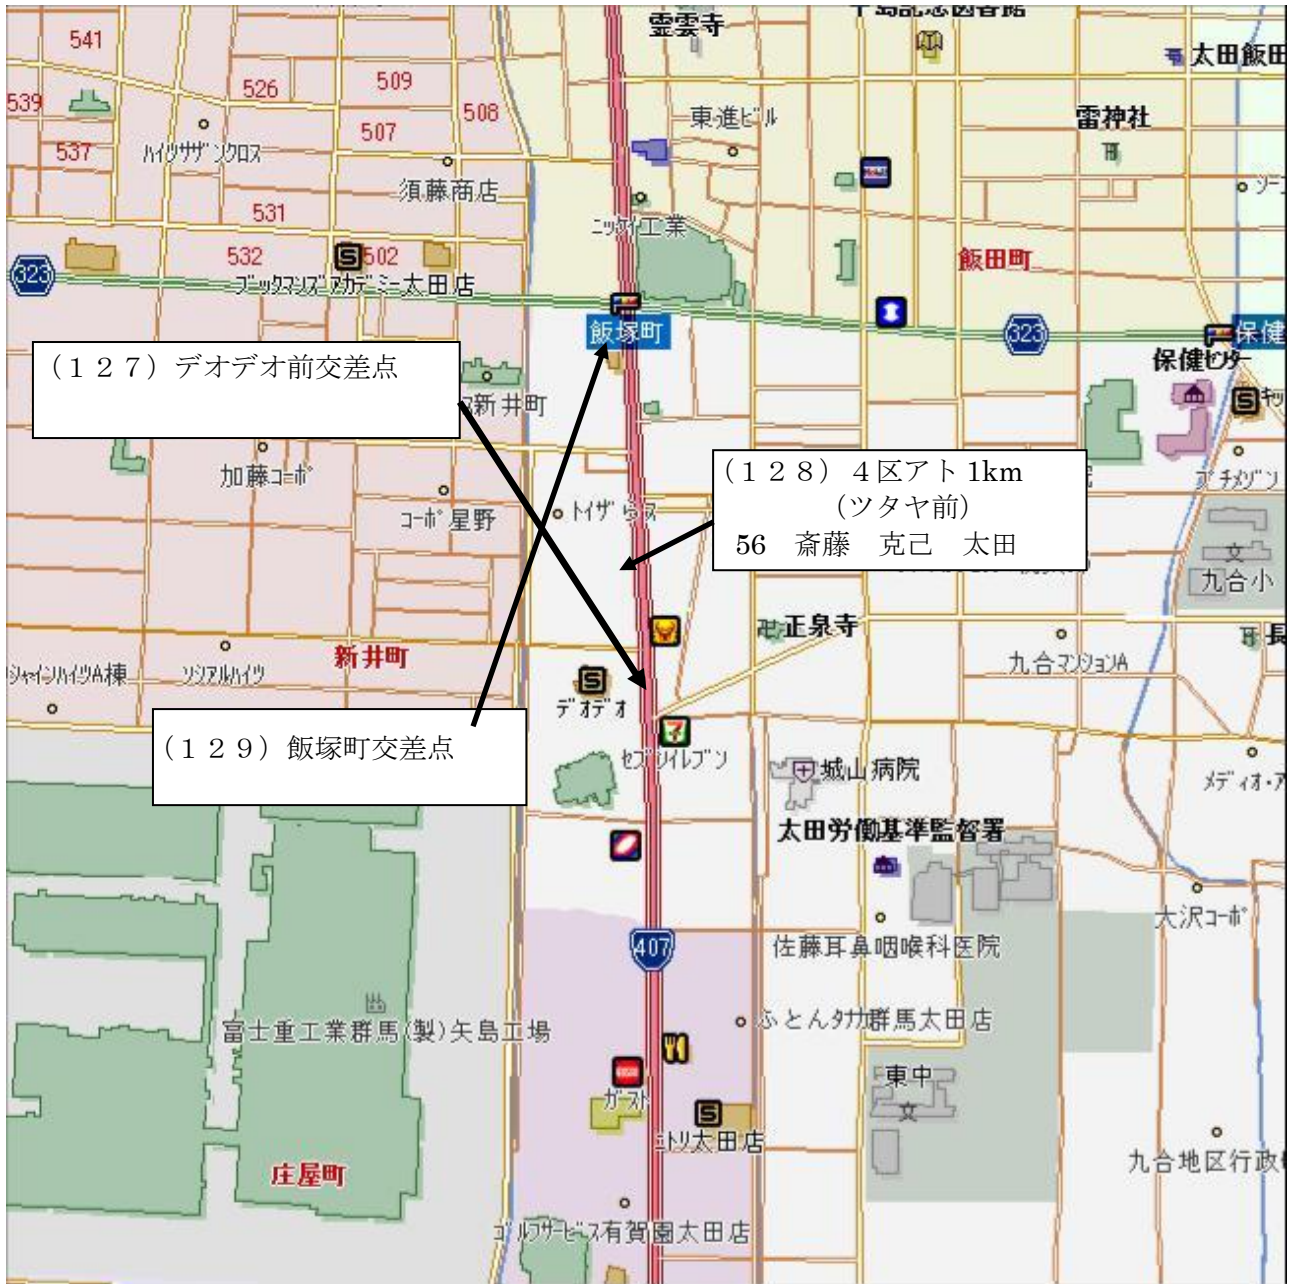 霊雲寺
541
太田飯田
509
526
539
508
東進ビル
雷神社
507
537
ハイツサザンクロス
須藤商店
531
ニッケイ工業
532
502
飯田町
323
ブックマンズアカデミー太田店
323
飯塚町
保健
保健センター
(127)デオデオ前交差点
新井町
加藤コーポ
(128)4区アト1km
(ツタヤ前)
56 斎藤 克己 太田
プチメゾン
コーポ星野
トイザらス
文
九合小
正泉寺
新井町
九合マンションA
シャインハイツA棟
ソシアルハイツ
デオデオ
(129)飯塚町交差点
セブンイレブン
城山病院
メディオ・ア
太田労働基準監督署
大沢コーポ
407
佐藤耳鼻咽喉科医院
富士重工業群馬(製)矢島工場
ふとんタナカ群馬太田店
東中
文
ガスト
ニトリ太田店
九合地区行政
庄屋町
ゴルフサービス有賀園太田店